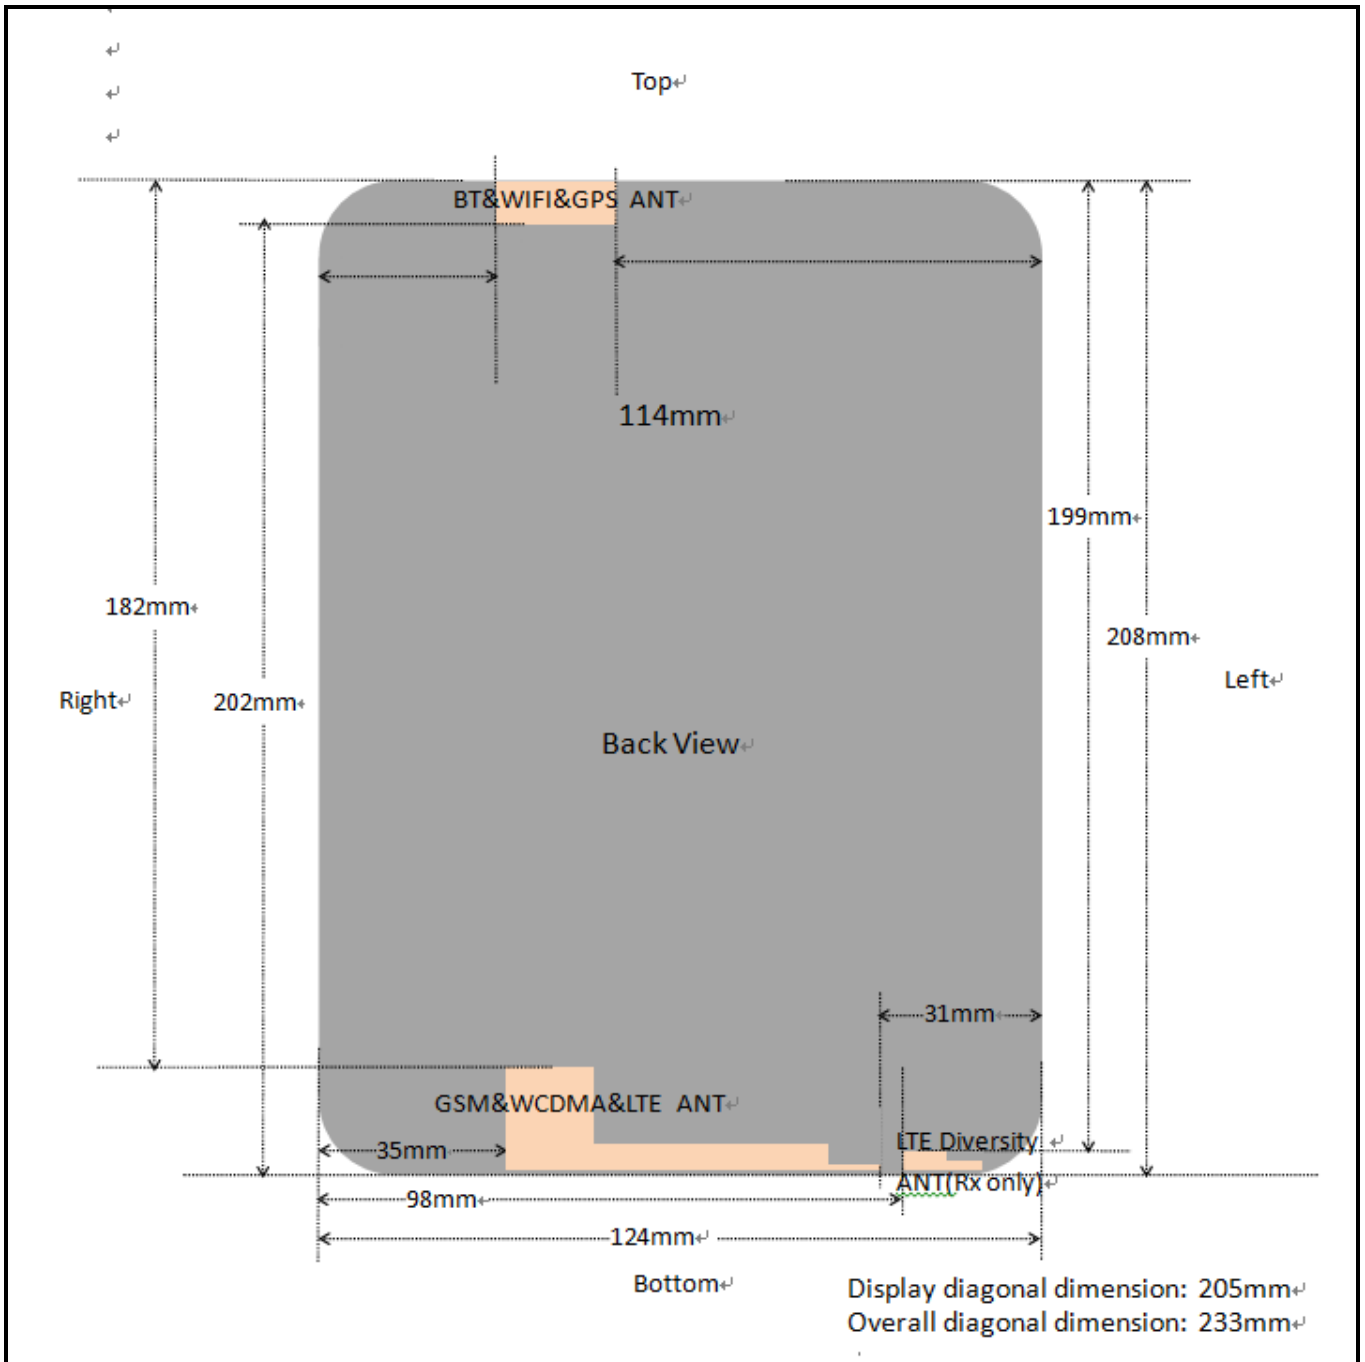 Top
BT&WIFI&GPS ANT
114mm
199mm
182mm
208mm
Left
Right
202mm
Back View
31mm
GSM&WCDMA&LTE ANT
LTE Diversity
35mm
ANT(Rx only)
98mm
124mm
Bottom
Display diagonal dimension: 205mm
Overall diagonal dimension: 233mm